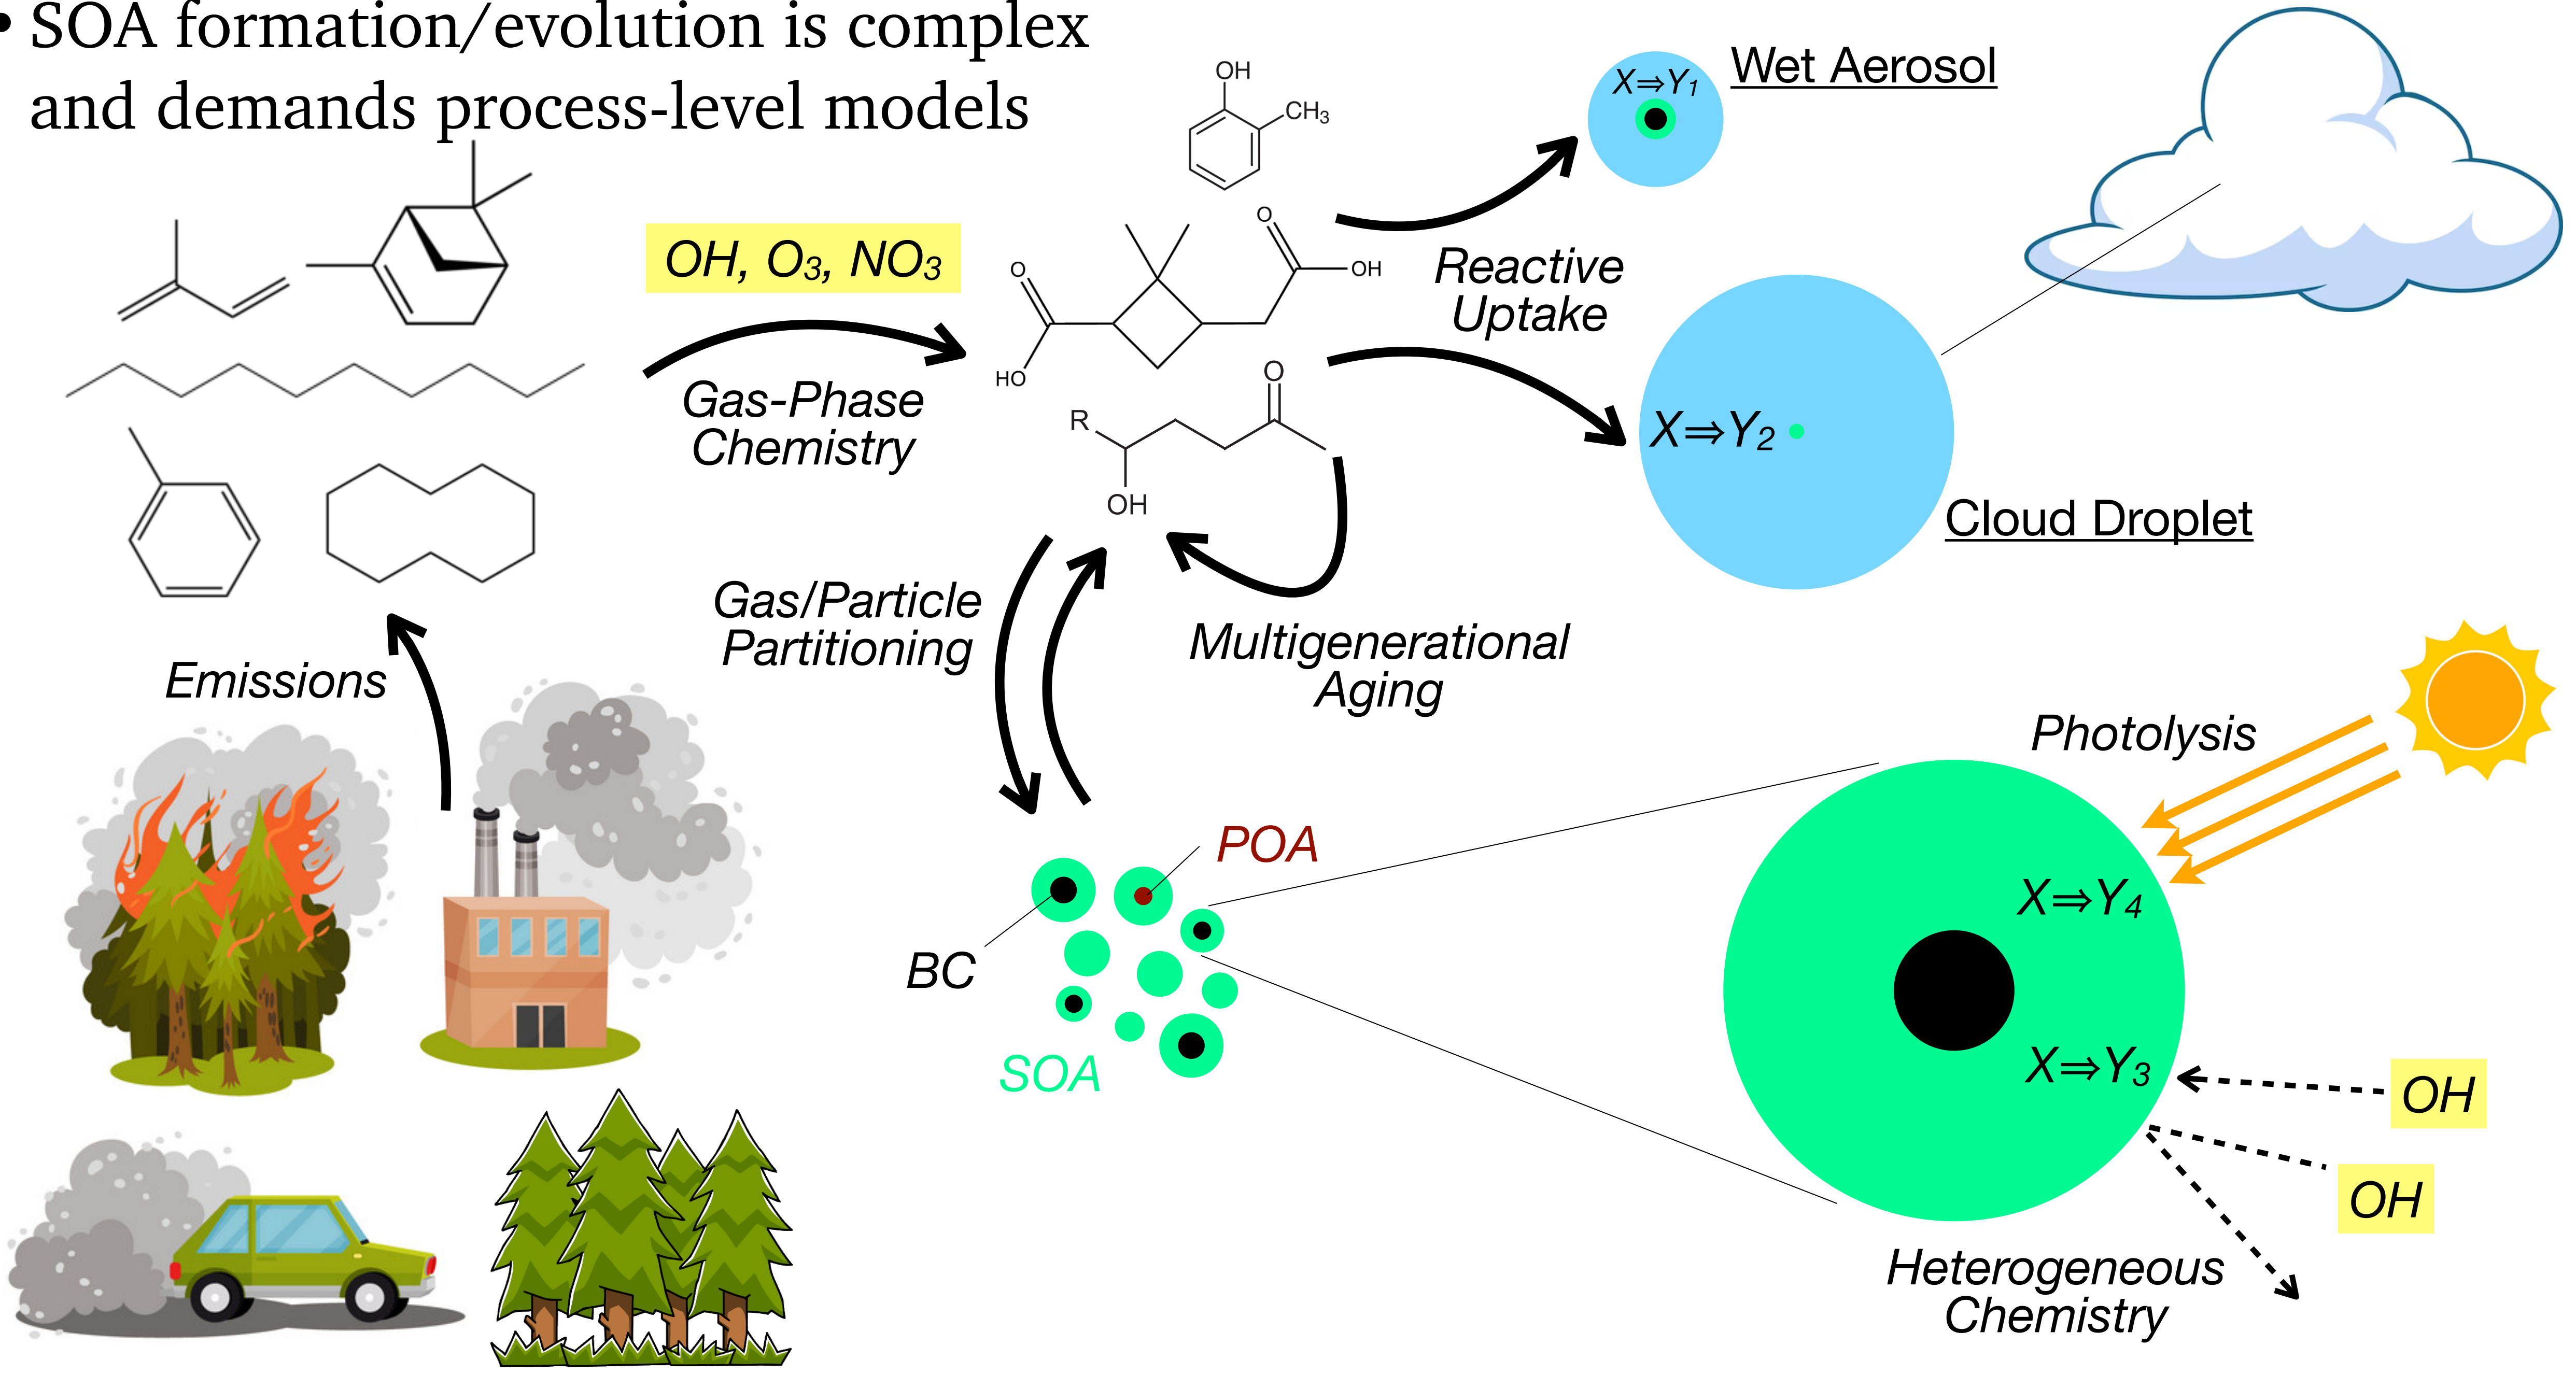 • SOA formation/evolution is complex
and demands process-level models
OH
CH₃
X⇒Y₁
Wet Aerosol
OH, O₃, NO₃
Gas-Phase
Chemistry
O
HO
O
OH
Reactive
Uptake
R
O
OH
X⇒Y₂
Cloud Droplet
Emissions
Gas/Particle
Partitioning
Multigenerational
Aging
Photolysis
POA
BC
SOA
X⇒Y₄
X⇒Y₃
OH
OH
Heterogeneous
Chemistry